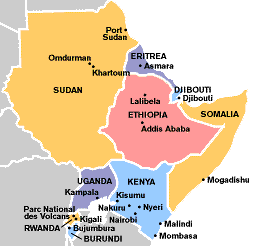 Port
Sudan
Omdurman
Khartoum
SUDAN
ERITREA
Asmara
DJIBOUTI
Djibouti
Lalibela
ETHIOPIA
Addis Ababa
SOMALIA
Mogadishu
UGANDA
Kampala
KENYA
Kisumu
Nakuru
Nyeri
Nairobi
Malindi
Mombasa
Parc National
des Volcans
Kigali
RWANDA
Bujumbura
BURUNDI